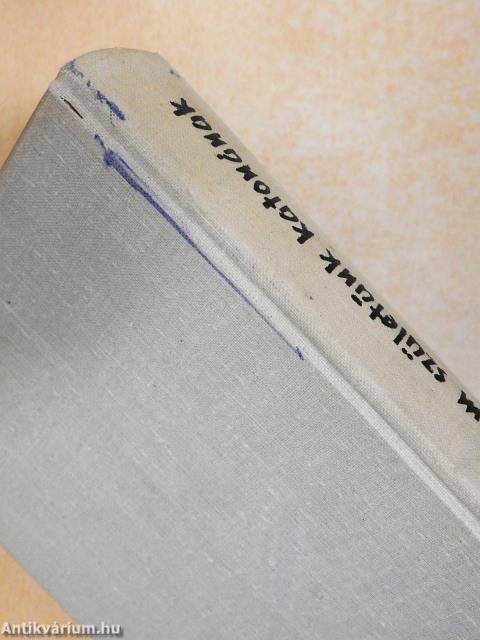 m születünk katonának
Antikvárium.hu